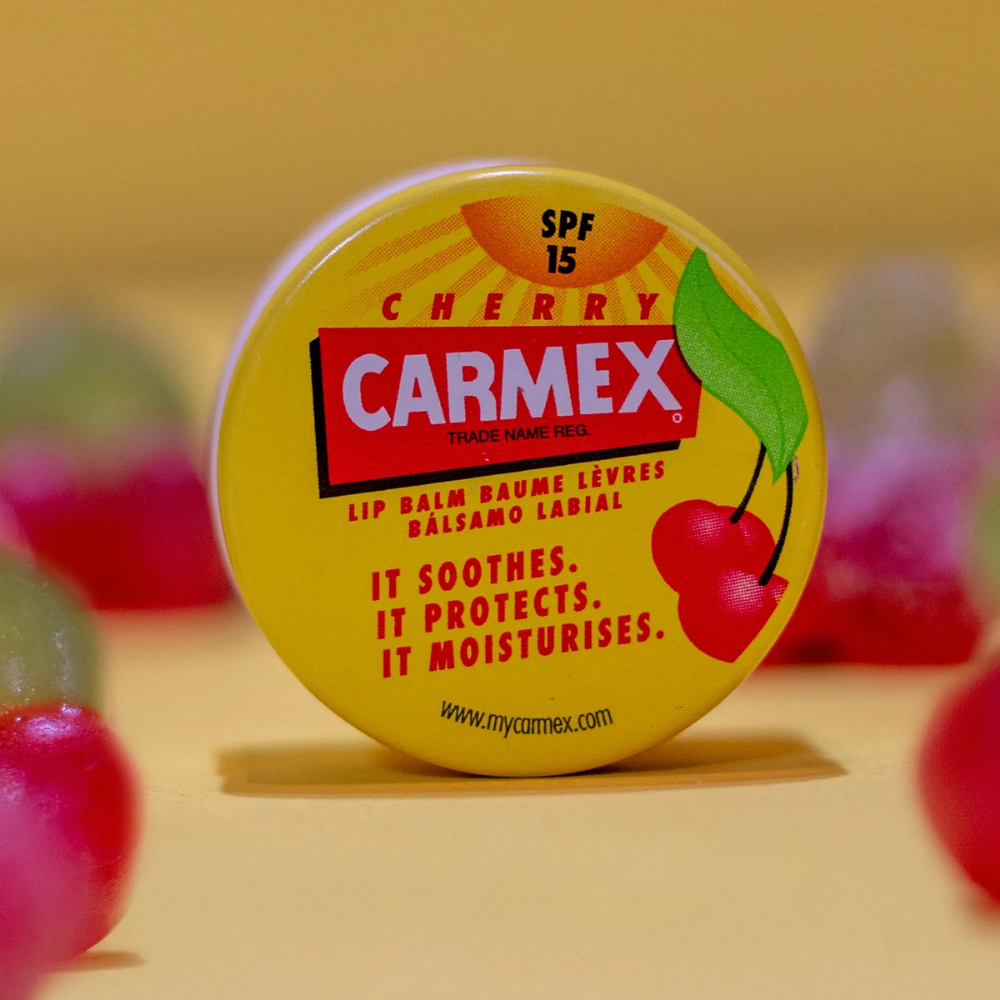 SPF
15
CHERRY
CARMEX
TRADE NAME REG.
LIP BALM BAUME LÈVRES
BÁLSAMO LABIAL
IT SOOTHES.
IT PROTECTS.
IT MOISTURISES.
www.mycarmex.com